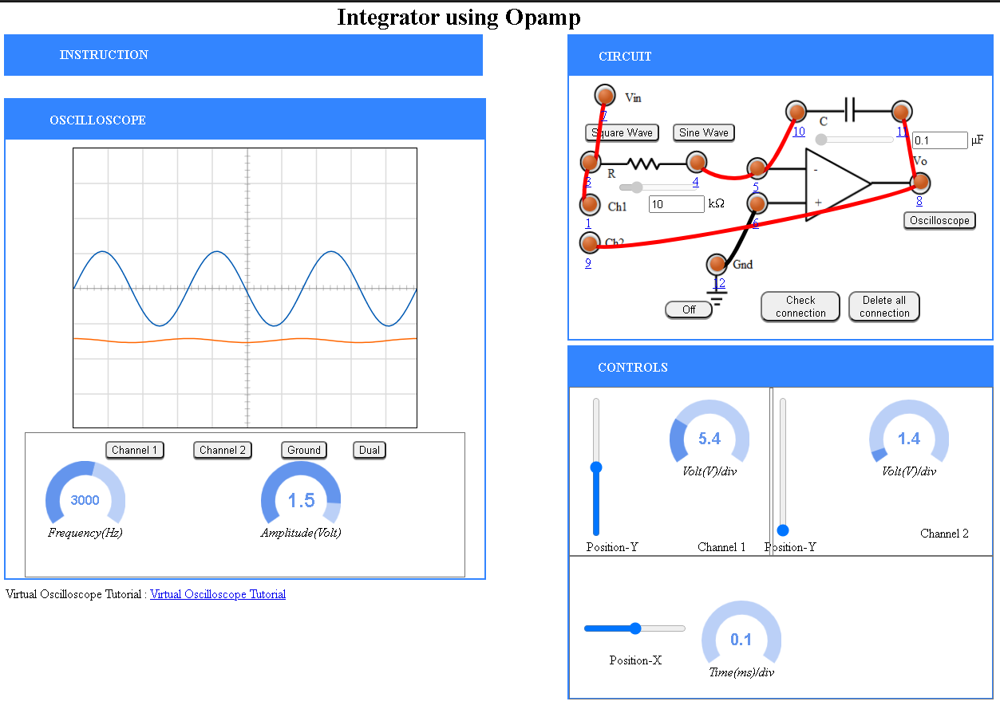 Integrator using Opamp
INSTRUCTION
OSCILLOSCOPE
Channel 1
Channel 2
Ground
Dual
3000
Frequency(Hz)
1.5
Amplitude(Volt)
Virtual Oscilloscope Tutorial : Virtual Oscilloscope Tutorial
CIRCUIT
Vin
7
Square Wave
Sine Wave
C
10
11
0.1
µF
Vo
R
3
4
5
-
+
10
kΩ
Ch1
1
6
8
Oscilloscope
Ch2
9
Gnd
12
Off
Check
connection
Delete all
connection
CONTROLS
5.4
Volt(V)/div
Position-Y
Channel 1
1.4
Volt(V)/div
Channel 2
Position-Y
Position-X
0.1
Time(ms)/div